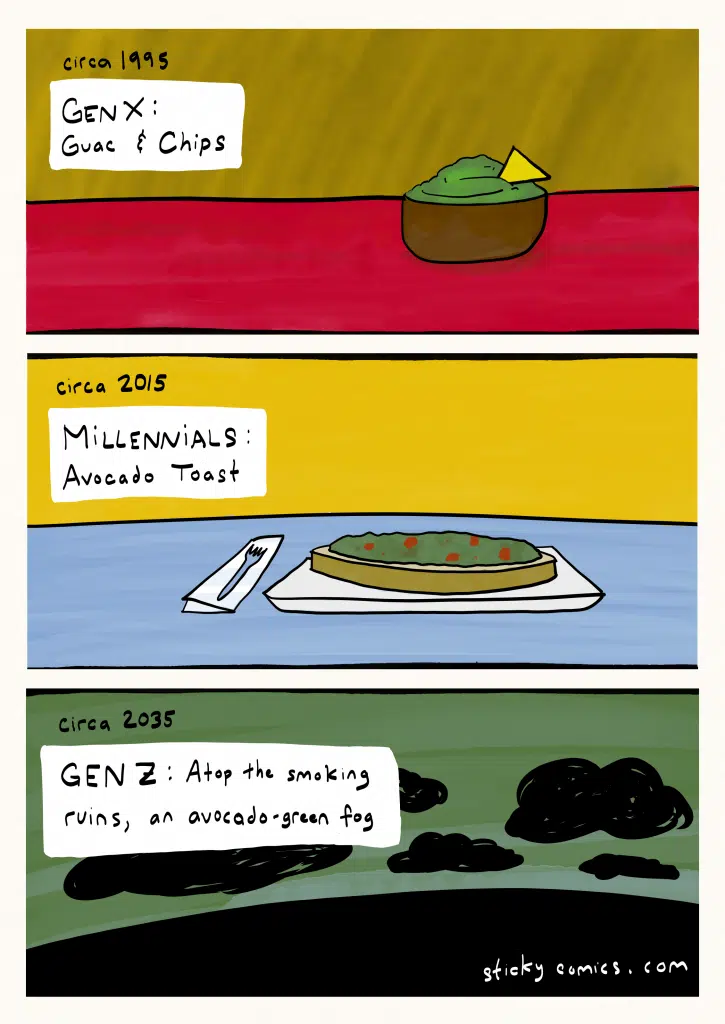 circa 1995
GEN X:
Guac & Chips
circa 2015
MiLLENNiALS:
Avocado Toast
circa 2035
GEN Z: Atop the smoking
ruins, an avocado-green fog
sticky comics. com